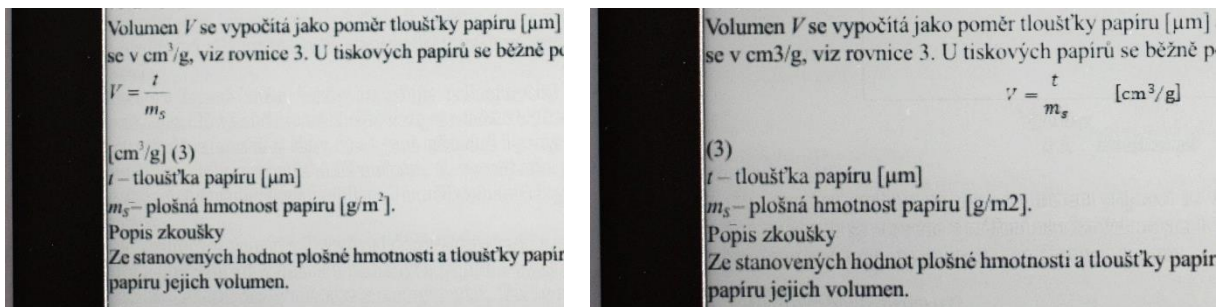 Volumen V se vypočítá jako poměr tloušťky papíru [µm]
se v cm³/g, viz rovnice 3. U tiskových papírů se běžně
V = t
mₛ
[cm³/g] (3)
t – tloušťka papíru [µm]
mₛ – plošná hmotnost papíru [g/m²].
Popis zkoušky
Ze stanovených hodnot plošné hmotnosti a tloušťky papír
papíru jejich volumen.
Volumen V se vypočítá jako poměr tloušťky papíru [µm]
se v cm3/g, viz rovnice 3. U tiskových papírů se běžně
V = t [cm³/g]
mₛ
(3)
t – tloušťka papíru [µm]
mₛ – plošná hmotnost papíru [g/m2].
Popis zkoušky
Ze stanovených hodnot plošné hmotnosti a tloušťky papír
papíru jejich volumen.